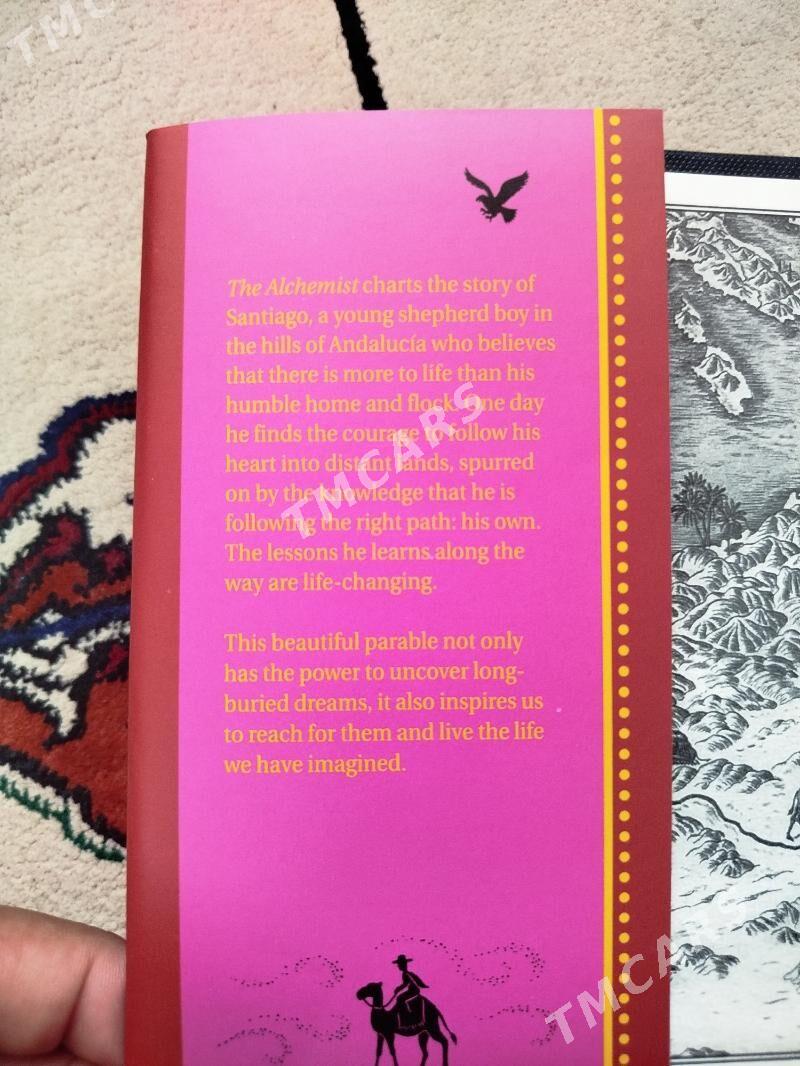 TMCARS
The Alchemist charts the story of
Santiago, a young shepherd boy in
the hills of Andalucía who believes
that there is more to life than his
humble home and flock. One day
he finds the courage to follow his
heart into distant lands, spurred
on by the knowledge that he is
following the right path: his own.
The lessons he learns along the
way are life-changing.
TMCARS
This beautiful parable not only
has the power to uncover long-
buried dreams, it also inspires us
to reach for them and live the life
we have imagined.
TMCARS